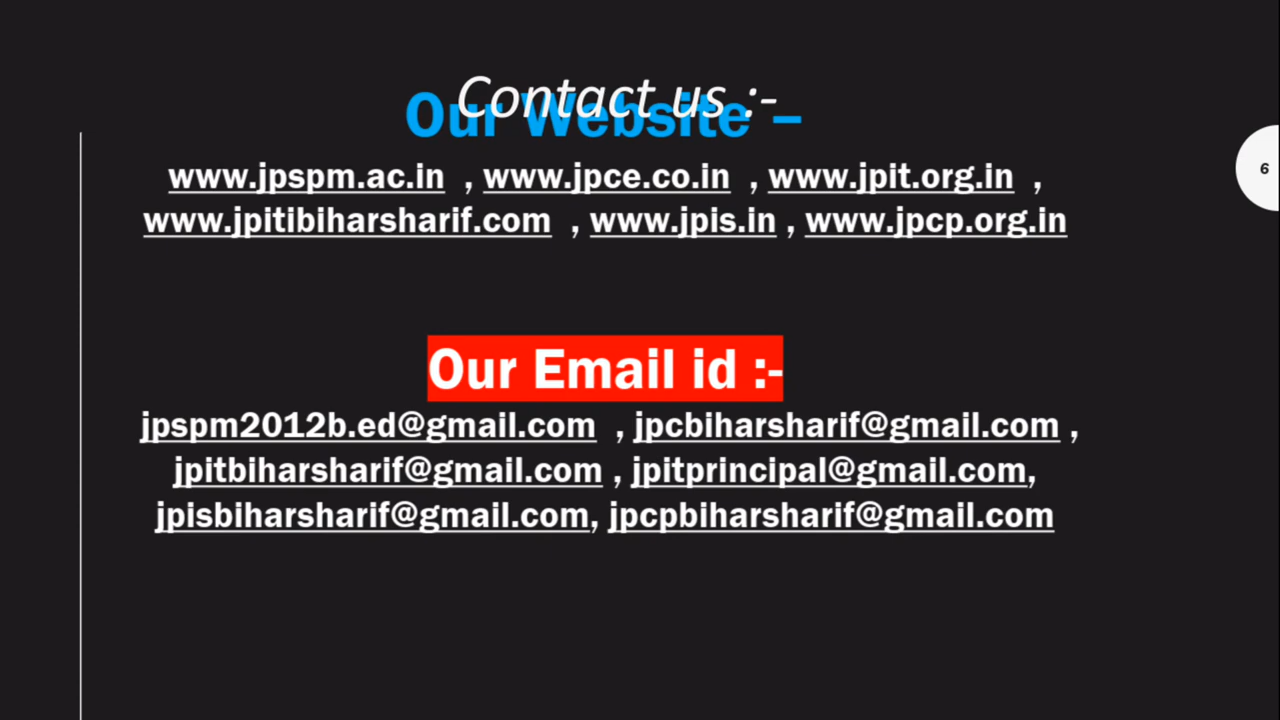 Contact us :-
Our Website –
www.jpspm.ac.in , www.jpce.co.in , www.jpit.org.in ,
www.jpitibiharsharif.com , www.jpis.in , www.jpcp.org.in
6
Our Email id :-
jpspm2012b.ed@gmail.com , jpcbiharsharif@gmail.com ,
jpitbiharsharif@gmail.com , jpitprincipal@gmail.com,
jpisbiharsharif@gmail.com, jpcpbiharsharif@gmail.com